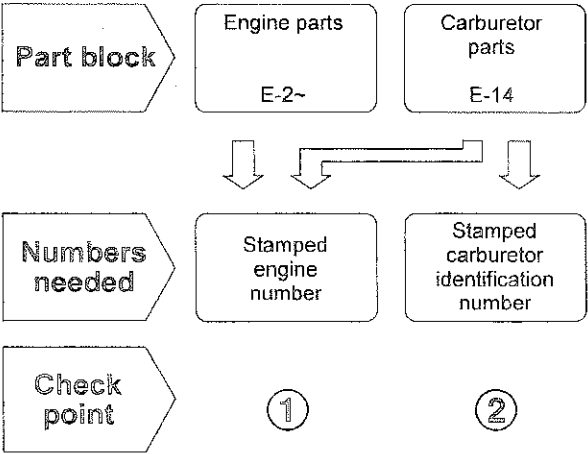 Part block
Engine parts
E-2~
Carburetor
parts
E-14
Numbers
needed
Stamped
engine
number
Stamped
carburetor
identification
number
Check
point
1
2